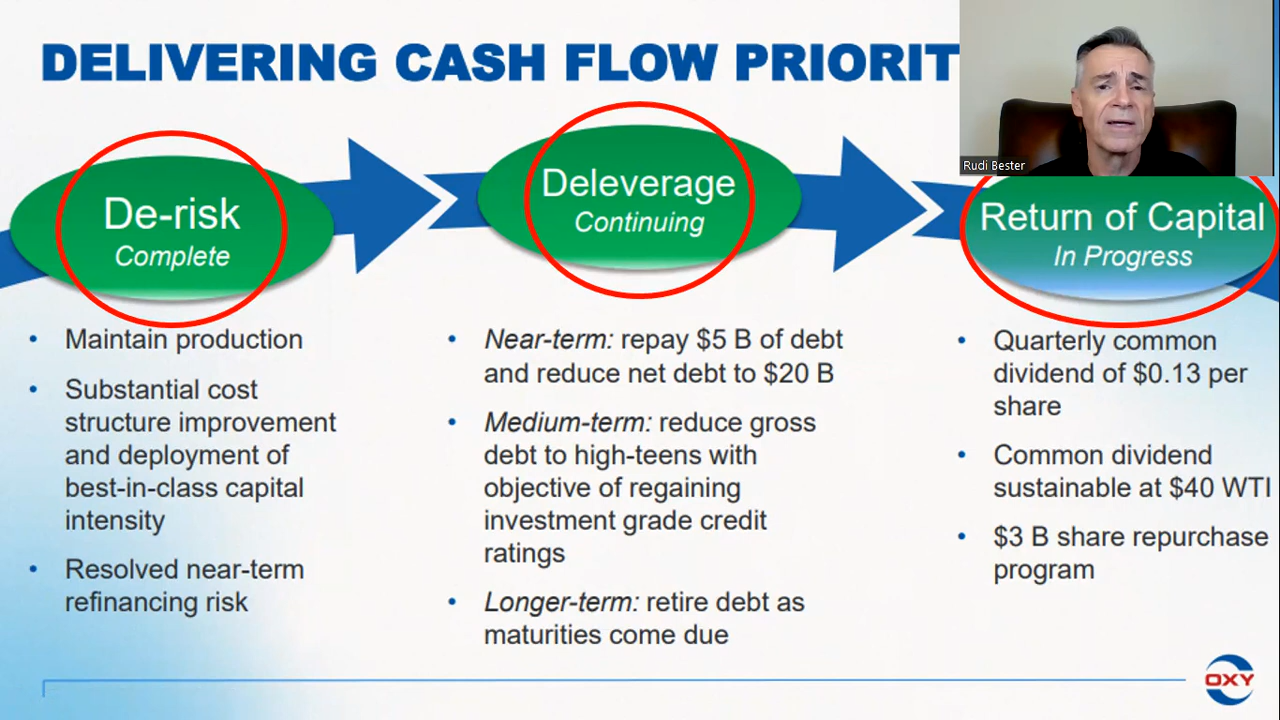 DELIVERING CASH FLOW PRIORIT
Rudi Bester
De-risk
Complete
Deleverage
Continuing
Return of Capital
In Progress
• Maintain production
• Substantial cost
structure improvement
and deployment of
best-in-class capital
intensity
• Resolved near-term
refinancing risk
• Near-term: repay $5 B of debt
and reduce net debt to $20 B
• Medium-term: reduce gross
debt to high-teens with
objective of regaining
investment grade credit
ratings
• Longer-term: retire debt as
maturities come due
• Quarterly common
dividend of $0.13 per
share
• Common dividend
sustainable at $40 WTI
• $3 B share repurchase
program
OXY